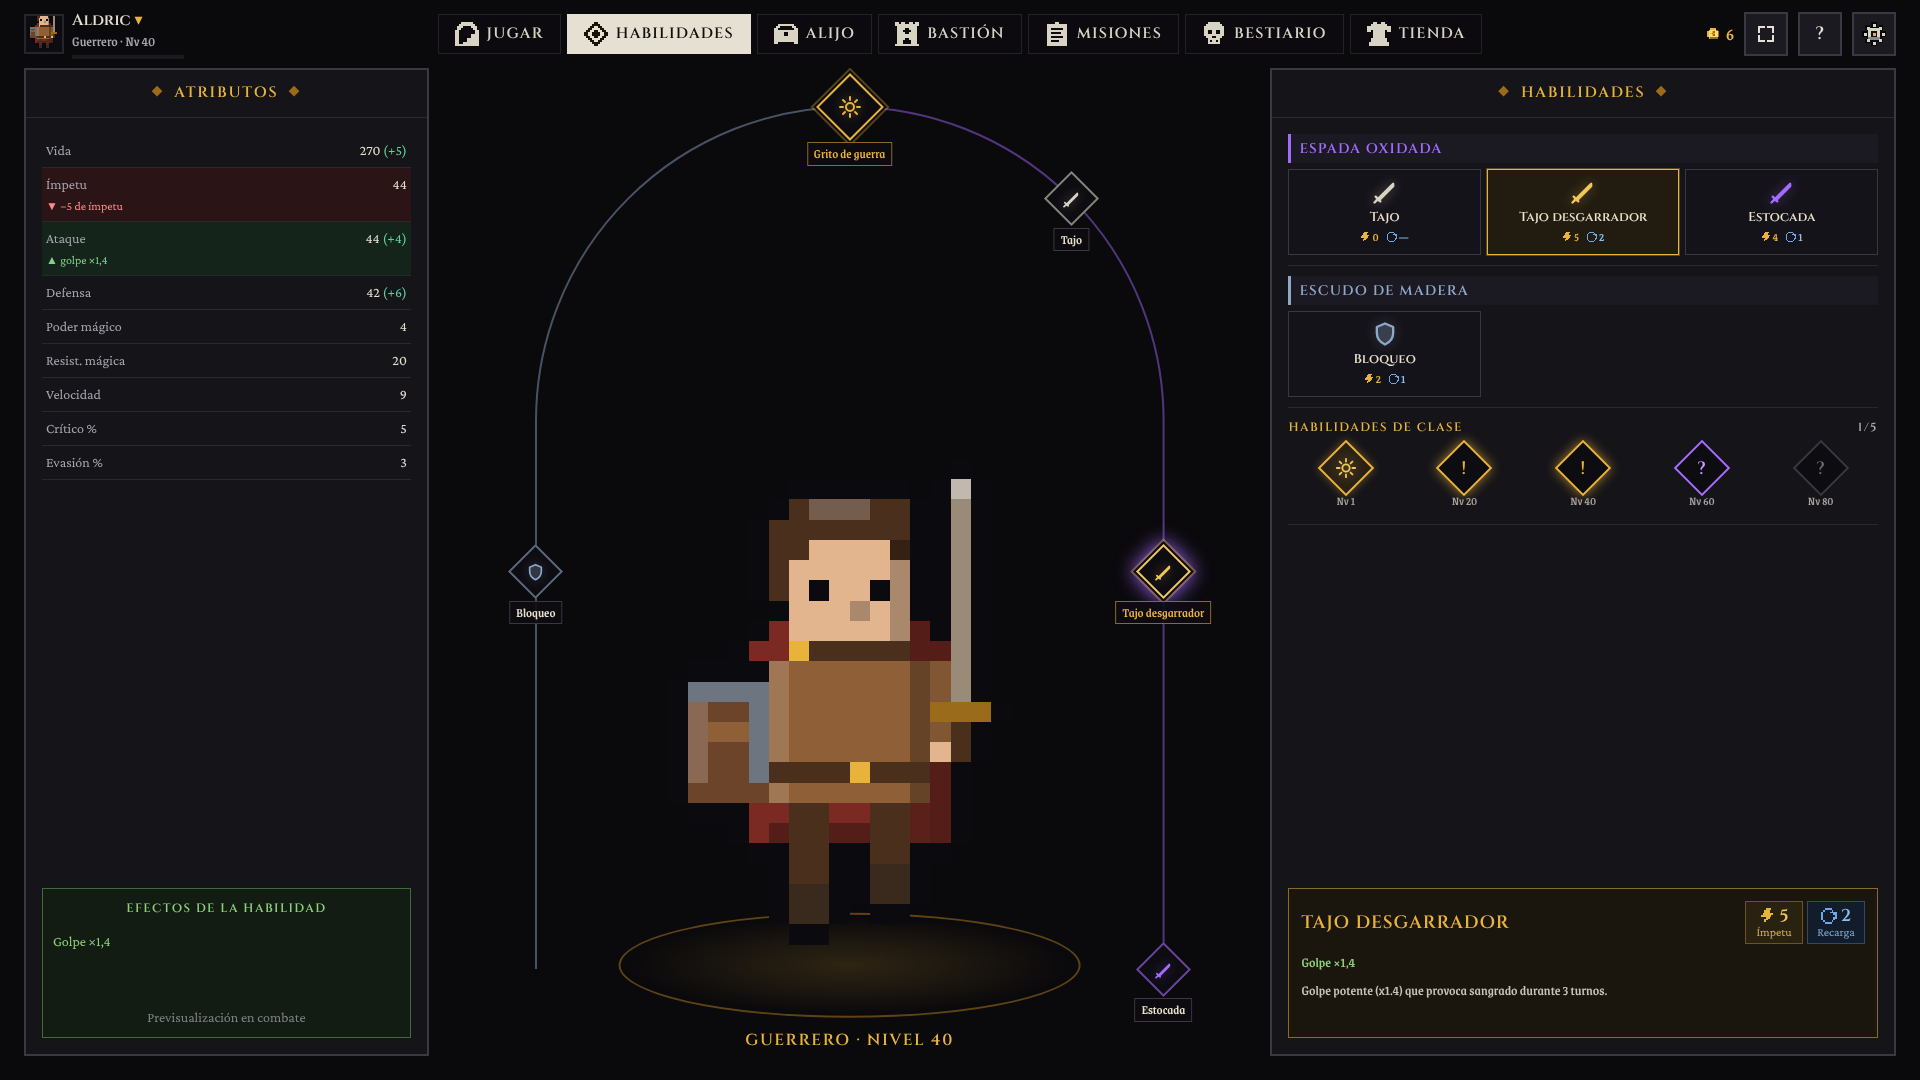 ALDRIC ▾
Guerrero · Nv 40
JUGAR
HABILIDADES
ALIJO
BASTIÓN
MISIONES
BESTIARIO
TIENDA
6
?
ATRIBUTOS
Vida 270 (+5)
Ímpetu 44
▼ −5 de ímpetu
Ataque 44 (+4)
▲ golpe ×1,4
Defensa 42 (+6)
Poder mágico 4
Resist. mágica 20
Velocidad 9
Crítico % 5
Evasión % 3
EFECTOS DE LA HABILIDAD
Golpe ×1,4
Previsualización en combate
Grito de guerra
Tajo
Bloqueo
Tajo desgarrador
Estocada
GUERRERO · NIVEL 40
HABILIDADES
ESPADA OXIDADA
TAJO
0 —
TAJO DESGARRADOR
5 2
ESTOCADA
4 1
ESCUDO DE MADERA
BLOQUEO
2 1
HABILIDADES DE CLASE 1/5
! ! ? ?
Nv 1 Nv 20 Nv 40 Nv 60 Nv 80
TAJO DESGARRADOR
5
Ímpetu
2
Recarga
Golpe ×1,4
Golpe potente (x1.4) que provoca sangrado durante 3 turnos.